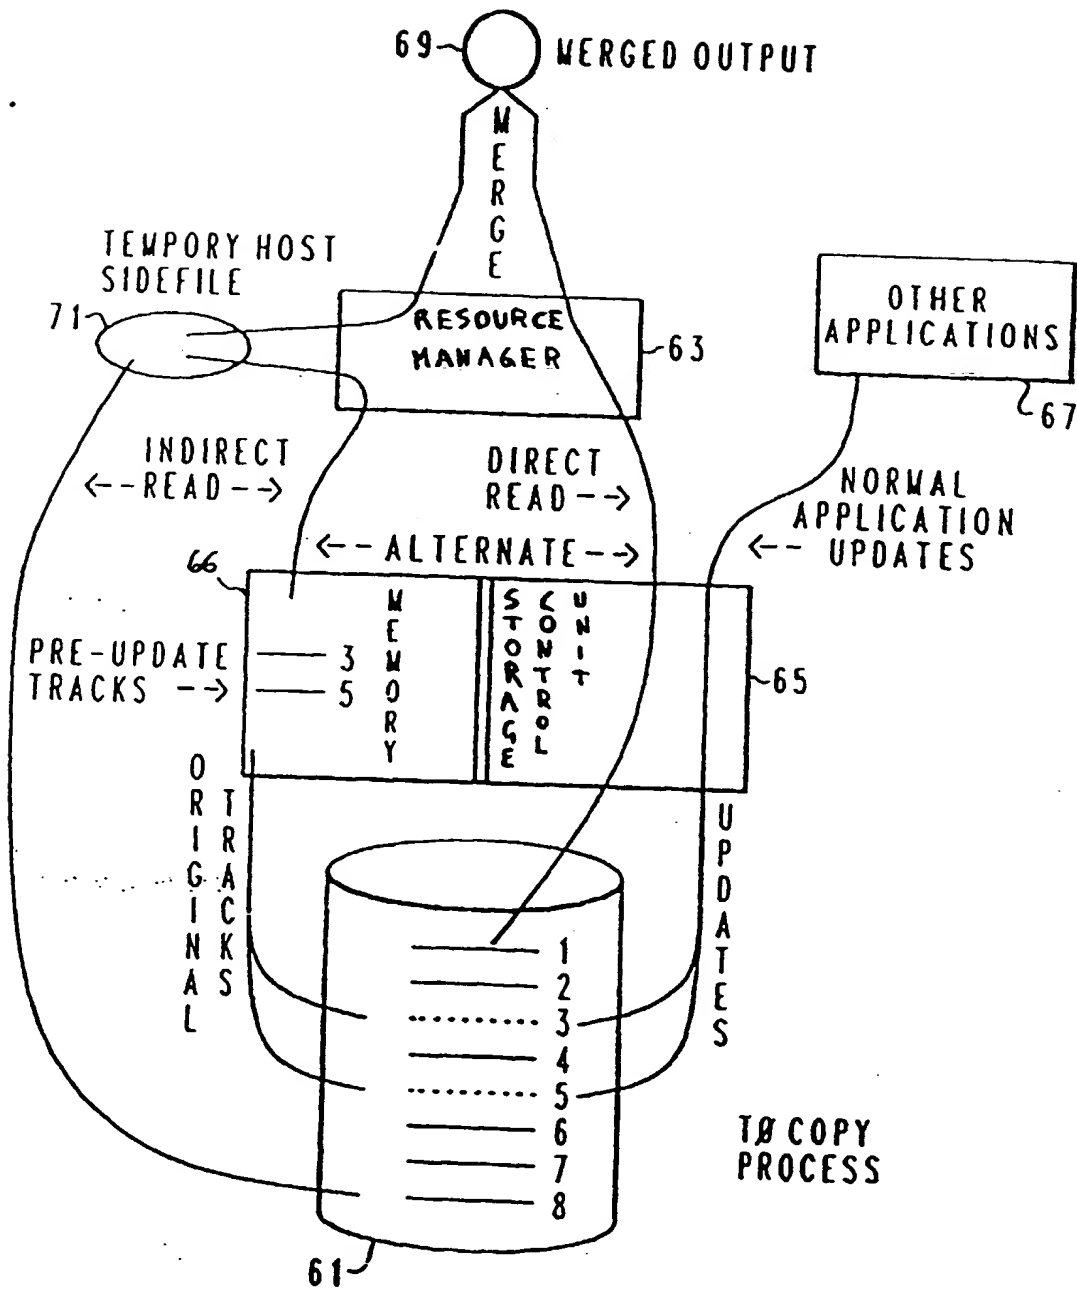 69
MERGED OUTPUT
MERGE
TEMPORY HOST
SIDEFILE
71
RESOURCE
MANAGER
63
OTHER
APPLICATIONS
67
INDIRECT
<--READ-->
DIRECT
READ-->
NORMAL
APPLICATION
<-- UPDATES
<--ALTERNATE-->
66
MEMORY
STORAGE
CONTROL
UNIT
PRE-UPDATE
TRACKS -->
3
5
65
ORIGINAL
TRACKS
UPDATES
1
2
3
4
5
6
7
8
TØ COPY
PROCESS
61